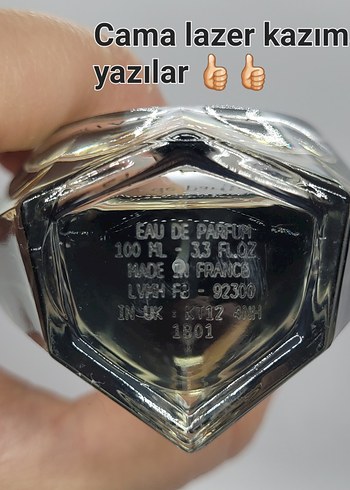 Cama lazer kazım
yazılar 👍🏻👍🏻
EAU DE PARFUM
100 ML - 3.3 FL.OZ
MADE IN FRANCE
LVMH FB - 92300
IN UK : KT12 4HH
1801